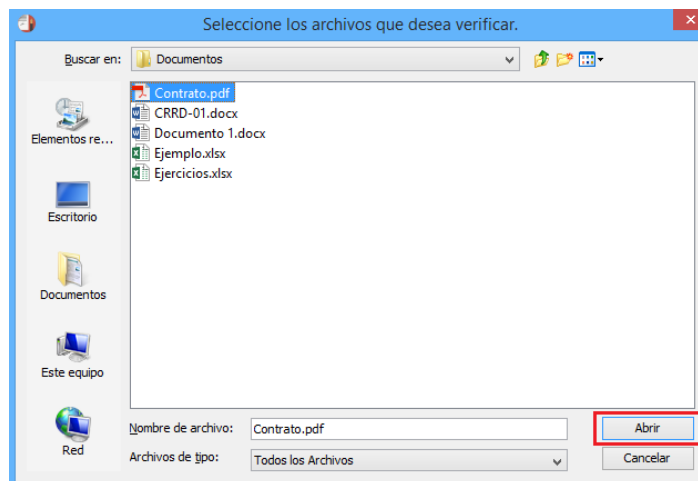 Seleccione los archivos que desea verificar.
Buscar en:
Documentos
Contrato.pdf
CRRD-01.docx
Documento 1.docx
Ejemplo.xlsx
Ejercicios.xlsx
Elementos re...
Escritorio
Documentos
Este equipo
Red
Nombre de archivo:
Contrato.pdf
Abrir
Archivos de tipo:
Todos los Archivos
Cancelar